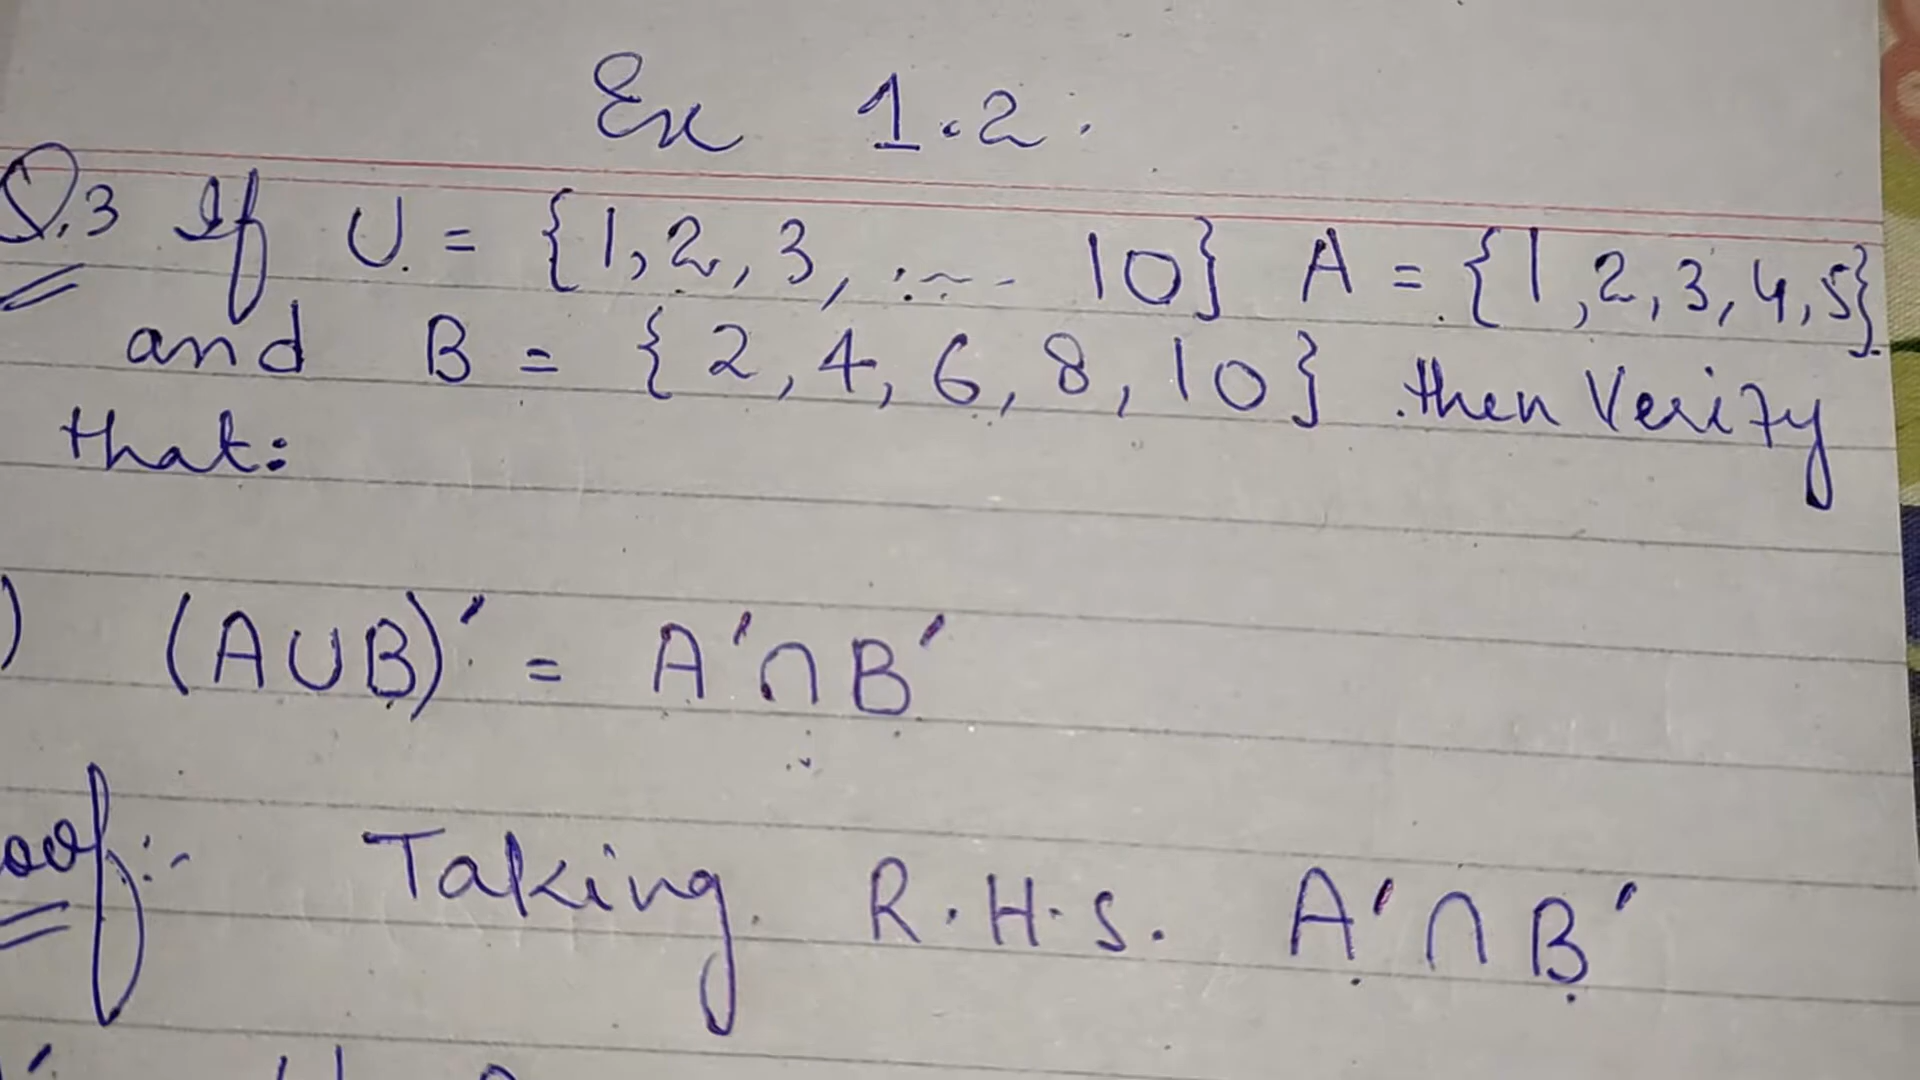 Ex 1.2.
Q.3 If U = {1, 2, 3, ..... 10} A = {1, 2, 3, 4, 5}
and B = {2, 4, 6, 8, 10} then Verify
that:
) (A∪B)′ = A′∩B′
oof:- Taking R.H.S. A′∩B′